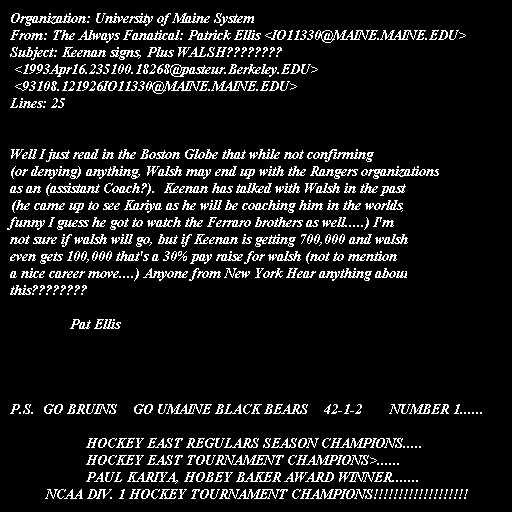 Organization: University of Maine System
From: The Always Fanatical: Patrick Ellis <IO11330@MAINE.MAINE.EDU>
Subject: Keenan signs, Plus WALSH????????
<1993Apr16.235100.18268@pasteur.Berkeley.EDU>
<93108.121926IO11330@MAINE.MAINE.EDU>
Lines: 25
Well I just read in the Boston Globe that while not confirming
(or denying) anything, Walsh may end up with the Rangers organizations
as an (assistant Coach?).  Keenan has talked with Walsh in the past
(he came up to see Kariya as he will be coaching him in the worlds,
funny I guess he got to watch the Ferraro brothers as well.....) I'm
not sure if walsh will go, but if Keenan is getting 700,000 and walsh
even gets 100,000 that's a 30% pay raise for walsh (not to mention
a nice career move....) Anyone from New York Hear anything about
this????????
Pat Ellis
P.S.  GO BRUINS    GO UMAINE BLACK BEARS    42-1-2       NUMBER 1......
HOCKEY EAST REGULARS SEASON CHAMPIONS.....
HOCKEY EAST TOURNAMENT CHAMPIONS>......
PAUL KARIYA, HOBEY BAKER AWARD WINNER.......
NCAA DIV. 1 HOCKEY TOURNAMENT CHAMPIONS!!!!!!!!!!!!!!!!!!!